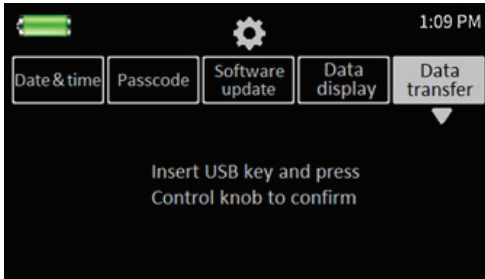 1:09 PM
Date & time
Passcode
Software
update
Data
display
Data
transfer
Insert USB key and press
Control knob to confirm